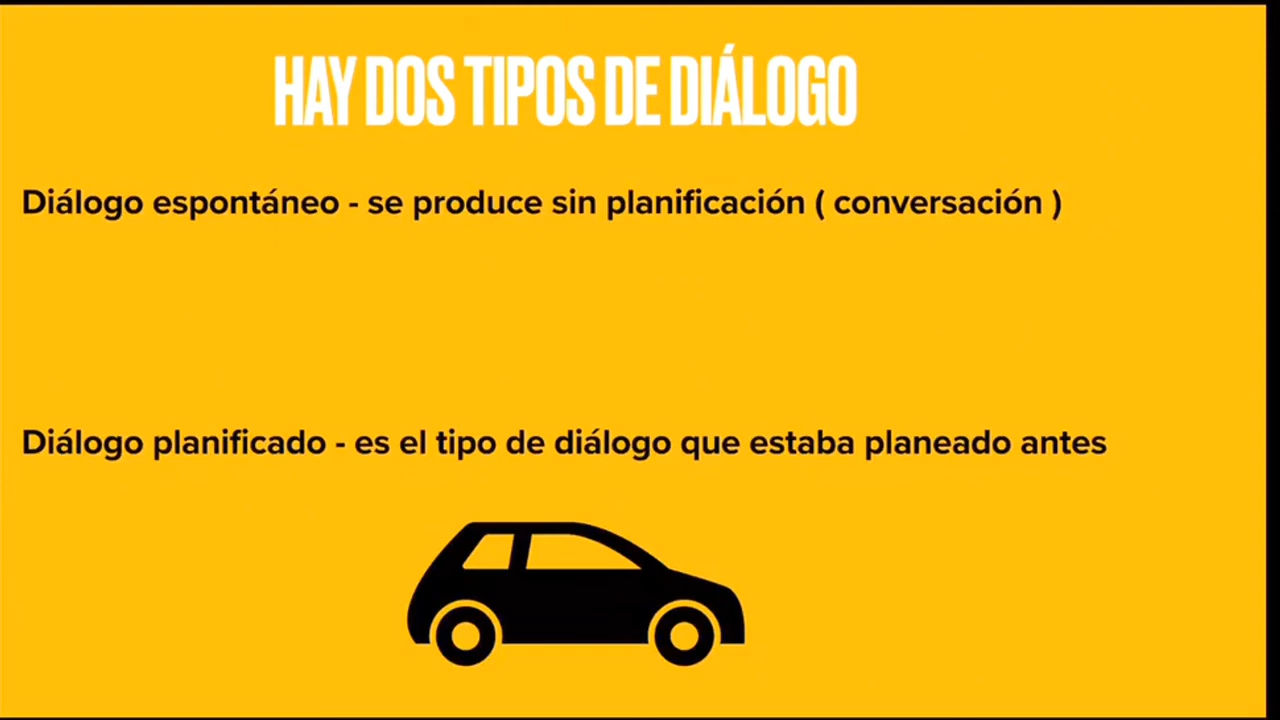 HAY DOS TIPOS DE DIÁLOGO
Diálogo espontáneo - se produce sin planificación ( conversación )
Diálogo planificado - es el tipo de diálogo que estaba planeado antes